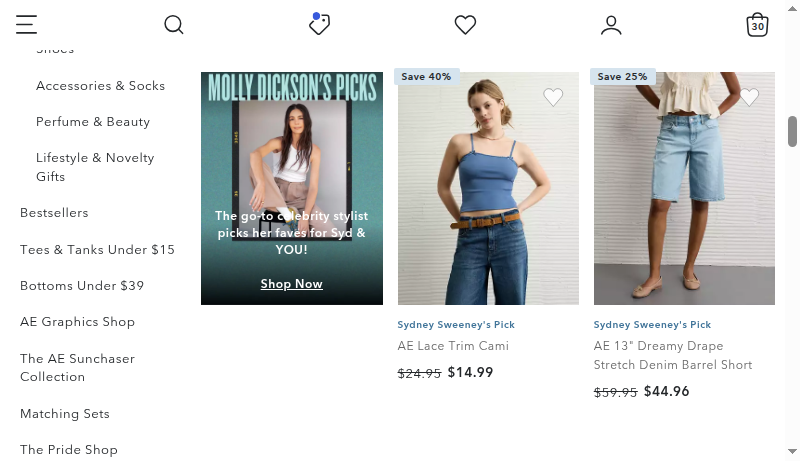 30
Shoes
Accessories & Socks
Perfume & Beauty
Lifestyle & Novelty
Gifts
Bestsellers
Tees & Tanks Under $15
Bottoms Under $39
AE Graphics Shop
The AE Sunchaser
Collection
Matching Sets
The Pride Shop
MOLLY DICKSON'S PICKS
The go-to celebrity stylist
picks her faves for Syd &
YOU!
Shop Now
Save 40%
Sydney Sweeney's Pick
AE Lace Trim Cami
$24.95 $14.99
Save 25%
Sydney Sweeney's Pick
AE 13" Dreamy Drape
Stretch Denim Barrel Short
$59.95 $44.96